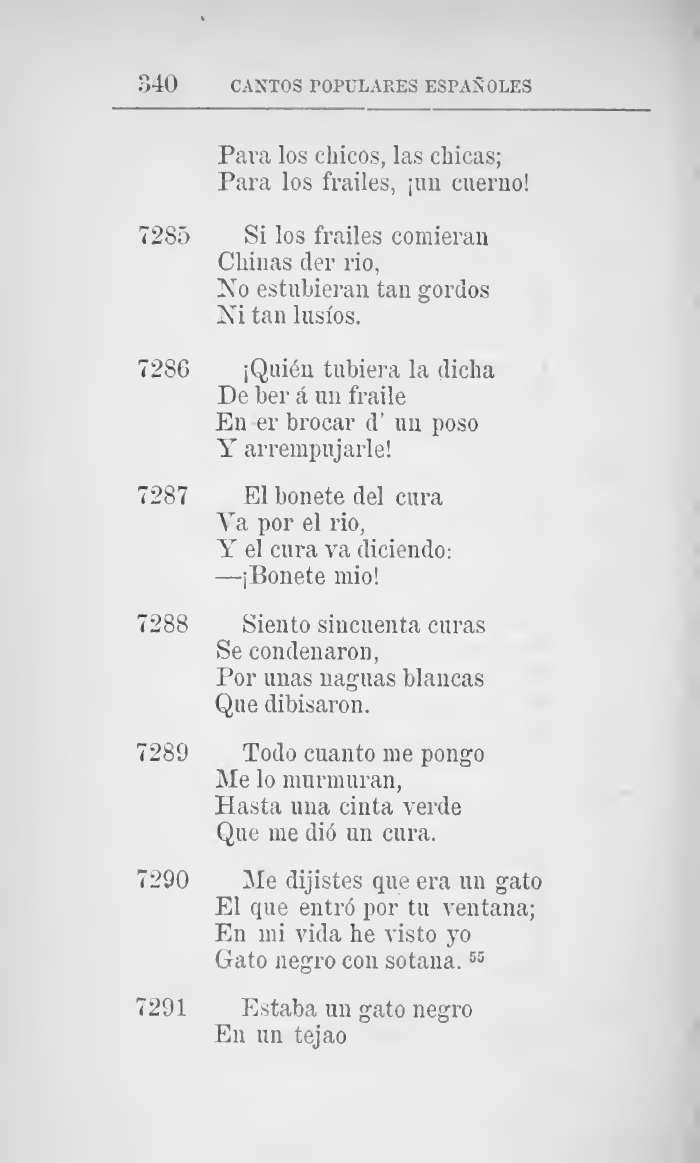 340 CANTOS POPULARES ESPAÑOLES
Para los chicos, las chicas;
Para los frailes, ¡un cuerno!
7285 Si los frailes comieran
Chinas der rio,
No estubieran tan gordos
Ni tan lusíos.
7286 ¡Quién tubiera la dicha
De ber á un fraile
En er brocar d' un poso
Y arrempujarle!
7287 El bonete del cura
Va por el rio,
Y el cura va diciendo:
—¡Bonete mio!
7288 Siento sincuenta curas
Se condenaron,
Por unas naguas blancas
Que dibisaron.
7289 Todo cuanto me pongo
Me lo murmuran,
Hasta una cinta verde
Que me dió un cura.
7290 Me dijistes que era un gato
El que entró por tu ventana;
En mi vida he visto yo
Gato negro con sotana. 55
7291 Estaba un gato negro
En un tejao